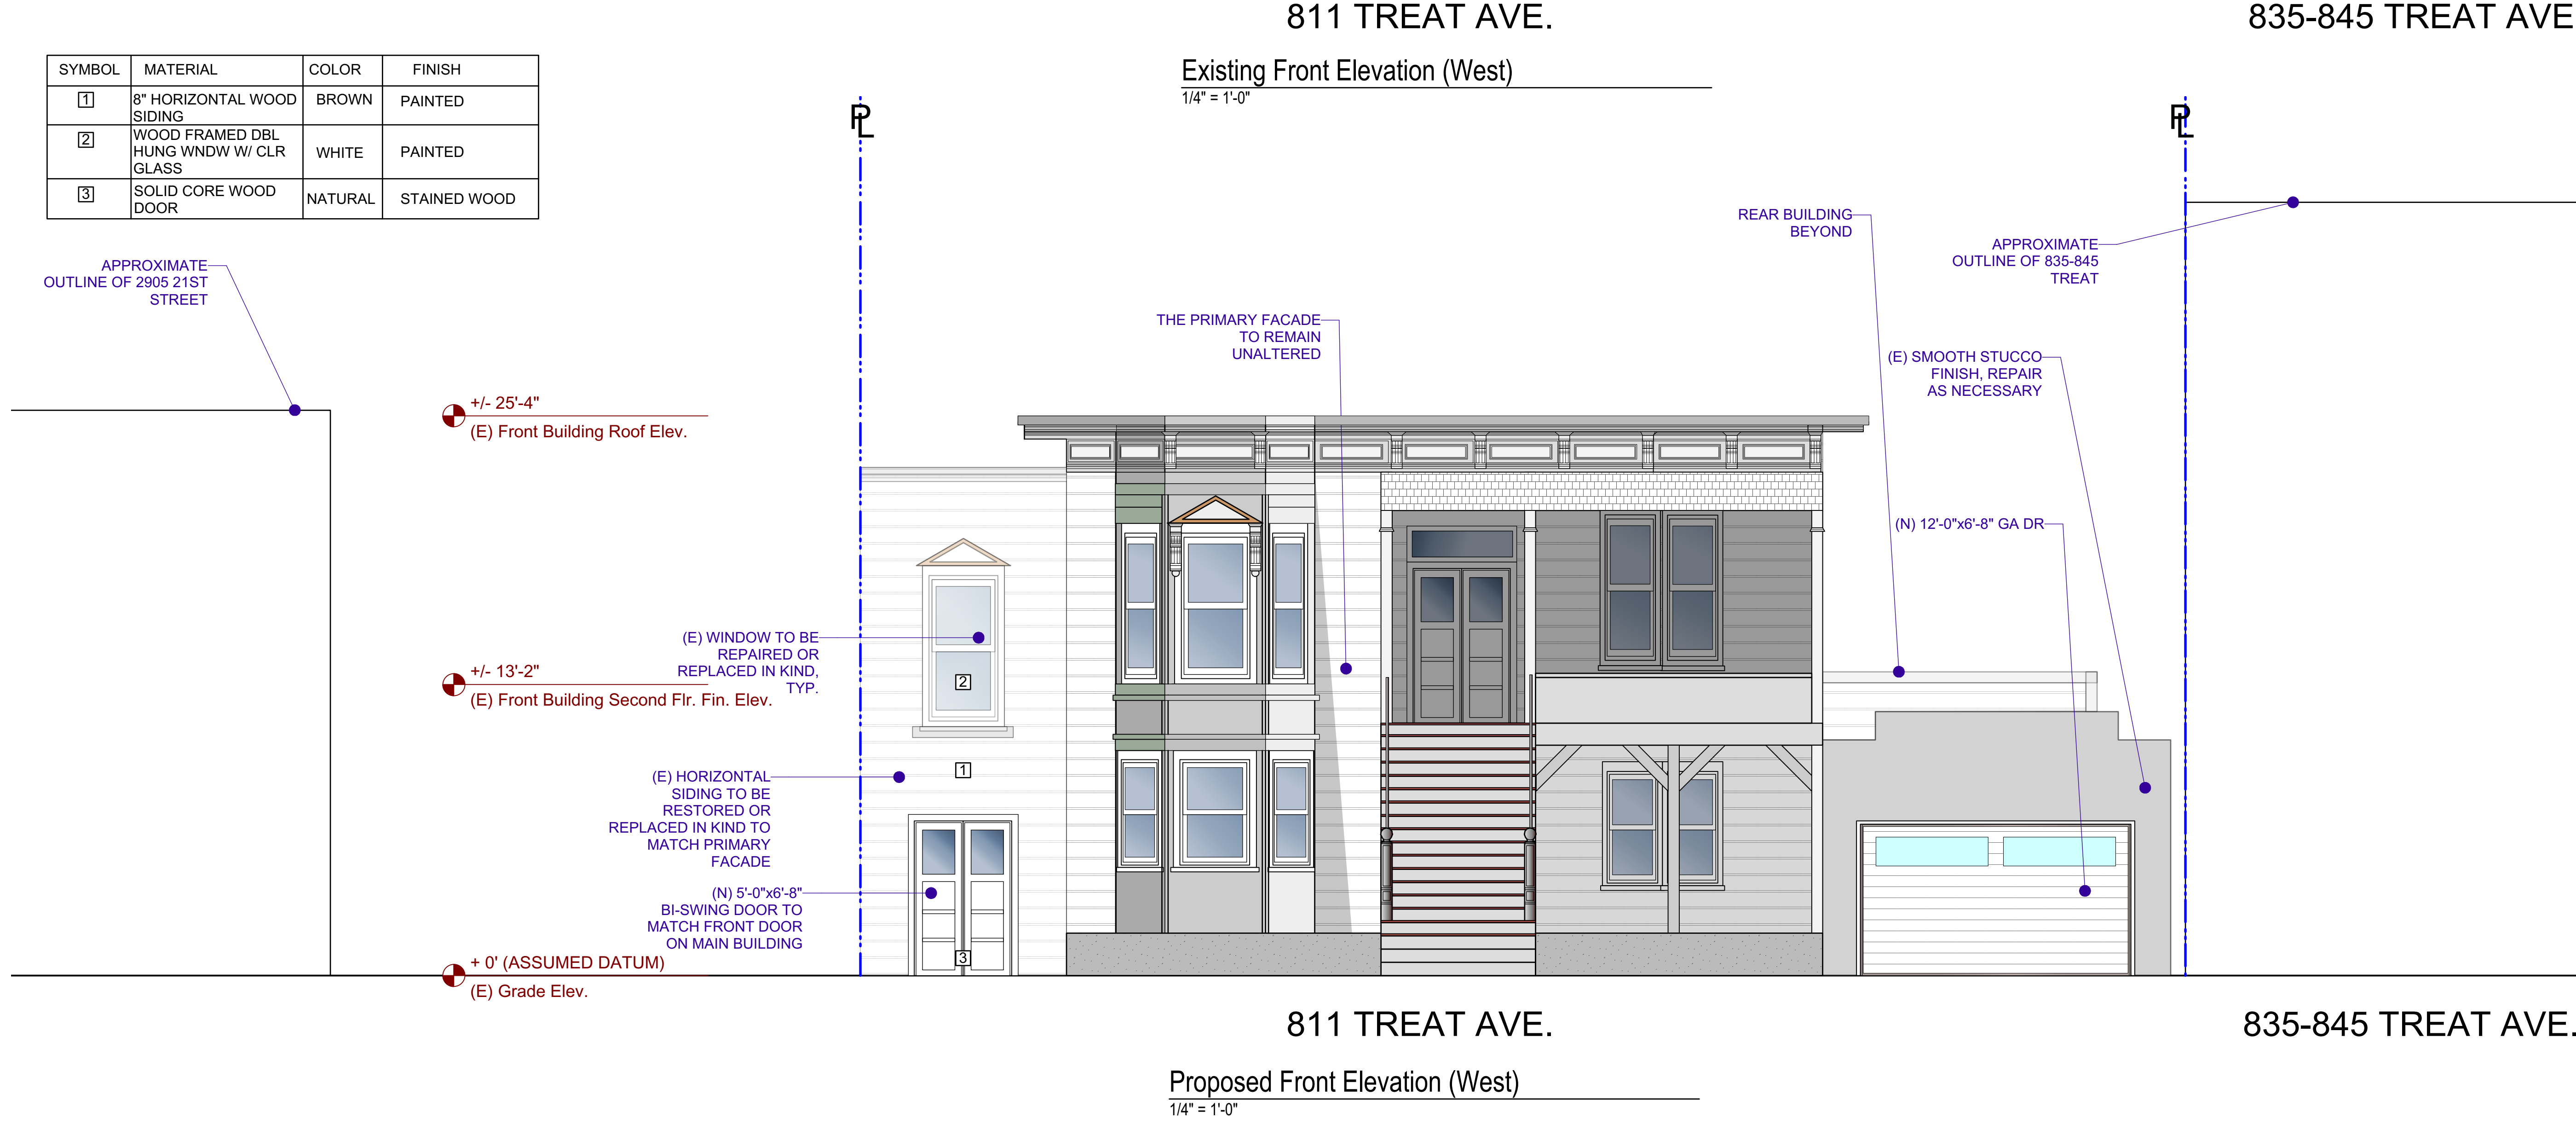 811 TREAT AVE.
835-845 TREAT AVE
Existing Front Elevation (West)
1/4" = 1'-0"
SYMBOL MATERIAL COLOR FINISH
1 8" HORIZONTAL WOOD BROWN PAINTED
SIDING
2 WOOD FRAMED DBL
HUNG WNDW W/ CLR WHITE PAINTED
GLASS
3 SOLID CORE WOOD NATURAL STAINED WOOD
DOOR
PL
PL
APPROXIMATE
OUTLINE OF 2905 21ST
STREET
REAR BUILDING
BEYOND
APPROXIMATE
OUTLINE OF 835-845
TREAT
THE PRIMARY FACADE
TO REMAIN
UNALTERED
(E) SMOOTH STUCCO
FINISH, REPAIR
AS NECESSARY
+/- 25'-4"
(E) Front Building Roof Elev.
(N) 12'-0"x6'-8" GA DR
(E) WINDOW TO BE
REPAIRED OR
REPLACED IN KIND,
TYP.
+/- 13'-2"
(E) Front Building Second Flr. Fin. Elev.
2
1
(E) HORIZONTAL
SIDING TO BE
RESTORED OR
REPLACED IN KIND TO
MATCH PRIMARY
FACADE
(N) 5'-0"x6'-8"
BI-SWING DOOR TO
MATCH FRONT DOOR
ON MAIN BUILDING
3
+ 0' (ASSUMED DATUM)
(E) Grade Elev.
811 TREAT AVE.
835-845 TREAT AVE.
Proposed Front Elevation (West)
1/4" = 1'-0"